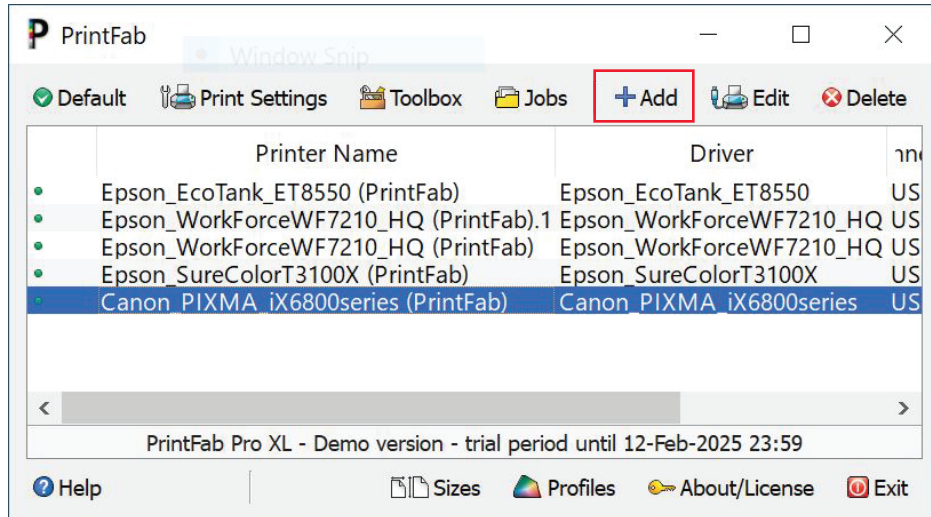 P PrintFab
Window Snip
Default Print Settings Toolbox Jobs Add Edit Delete
Printer Name Driver
Epson_EcoTank_ET8550 (PrintFab) Epson_EcoTank_ET8550 US
Epson_WorkForceWF7210_HQ (PrintFab).1 Epson_WorkForceWF7210_HQ US
Epson_WorkForceWF7210_HQ (PrintFab) Epson_WorkForceWF7210_HQ US
Epson_SureColorT3100X (PrintFab) Epson_SureColorT3100X US
Canon_PIXMA_iX6800series (PrintFab) Canon_PIXMA_iX6800series US
PrintFab Pro XL - Demo version - trial period until 12-Feb-2025 23:59
Help Sizes Profiles About/License Exit